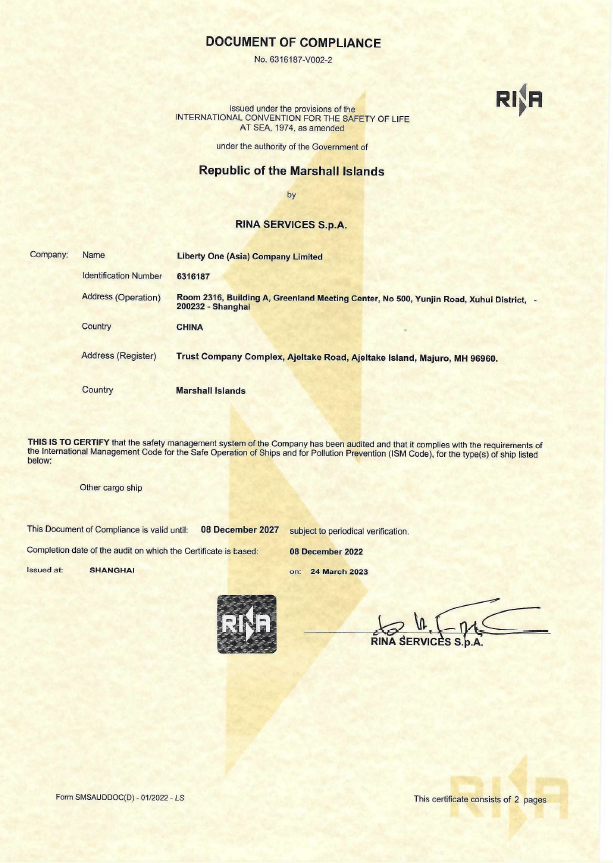 DOCUMENT OF COMPLIANCE
No. 6316187-V002-2
RINA
issued under the provisions of the
INTERNATIONAL CONVENTION FOR THE SAFETY OF LIFE
AT SEA, 1974, as amended
under the authority of the Government of
Republic of the Marshall Islands
by
RINA SERVICES S.p.A.
Company: Name Liberty One (Asia) Company Limited
Identification Number 6316187
Address (Operation) Room 2316, Building A, Greenland Meeting Center, No 500, Yunjin Road, Xuhui District, -
200232 - Shanghai
Country CHINA
Address (Register) Trust Company Complex, Ajeltake Road, Ajeltake Island, Majuro, MH 96960.
Country Marshall Islands
THIS IS TO CERTIFY that the safety management system of the Company has been audited and that it complies with the requirements of
the International Management Code for the Safe Operation of Ships and for Pollution Prevention (ISM Code), for the type(s) of ship listed
below:
Other cargo ship
This Document of Compliance is valid until: 08 December 2027 subject to periodical verification.
Completion date of the audit on which the Certificate is based: 08 December 2022
Issued at: SHANGHAI on: 24 March 2023
RINA
RINA SERVICES S.p.A.
RINA
Form SMSAUDDOC(D) - 01/2022 - LS
This certificate consists of 2 pages